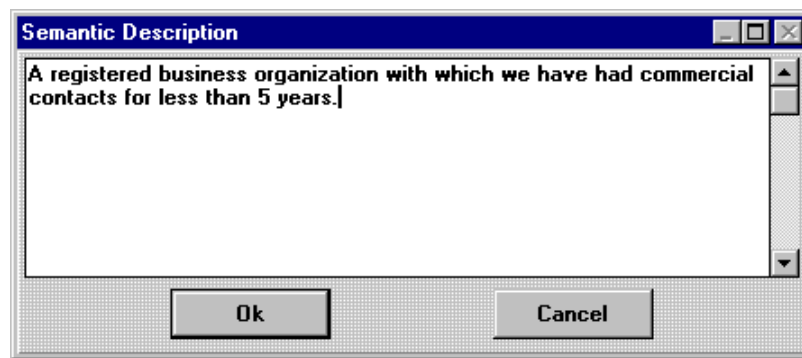 Semantic Description
A registered business organization with which we have had commercial
contacts for less than 5 years.
Ok
Cancel